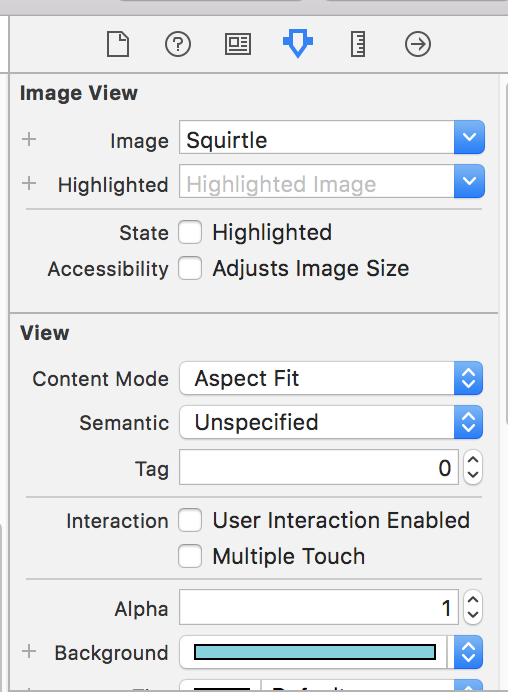 Image View
Image Squirtle
Highlighted Highlighted Image
State Highlighted
Accessibility Adjusts Image Size
View
Content Mode Aspect Fit
Semantic Unspecified
Tag 0
Interaction User Interaction Enabled
Multiple Touch
Alpha 1
Background